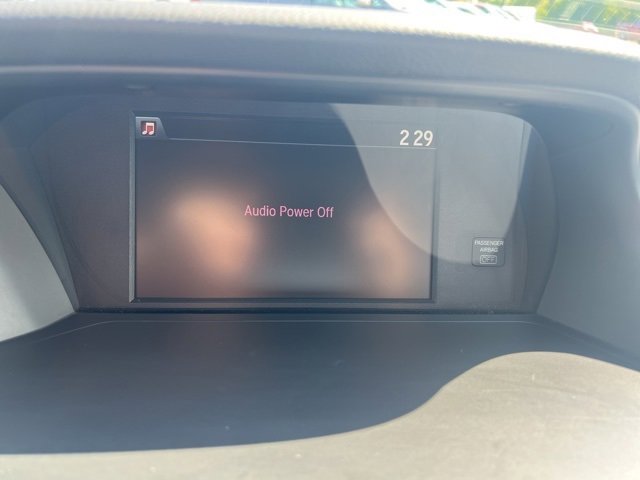 2 29
Audio Power Off
PASSENGER
AIRBAG
OFF